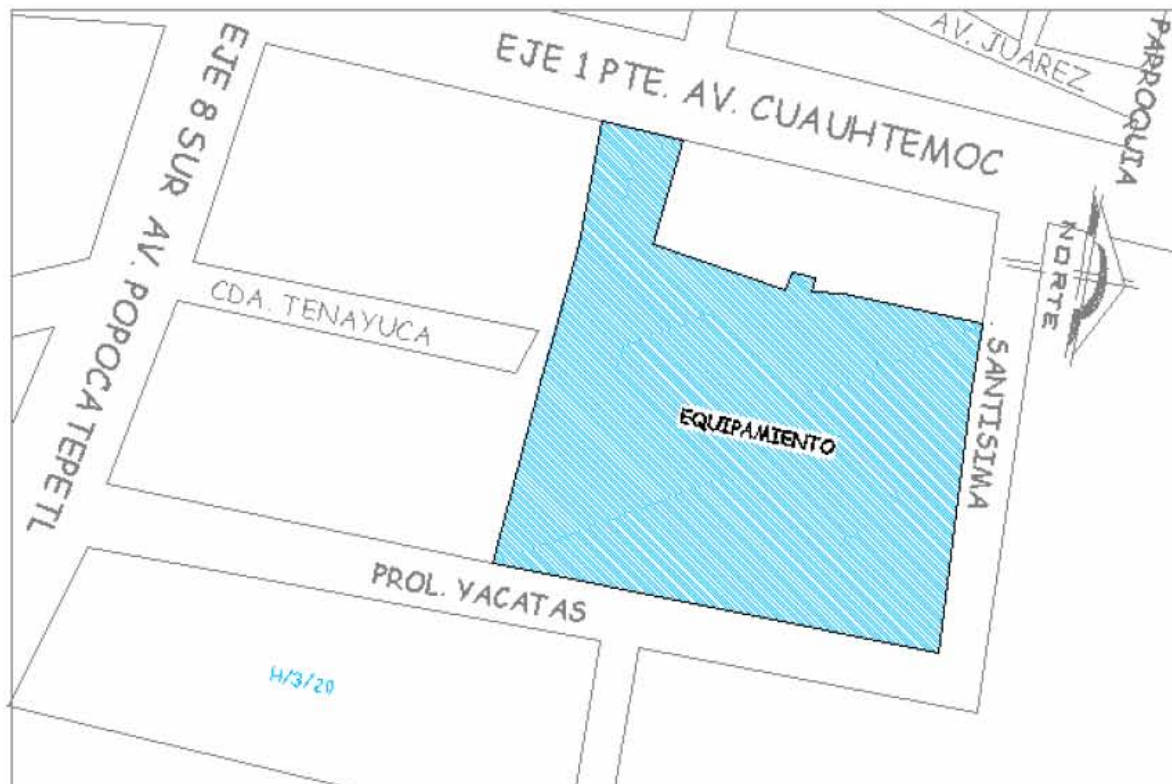 EJE 1 PTE. AV. CUAUHTEMOC
AV. JUAREZ
PARROQUIA
EJE 8 SUR AV. POPOCATEPETL
NORTE
CDA. TENAYUCA
SANTISIMA
EQUIPAMIENTO
PROL. YACATAS
H/3/20